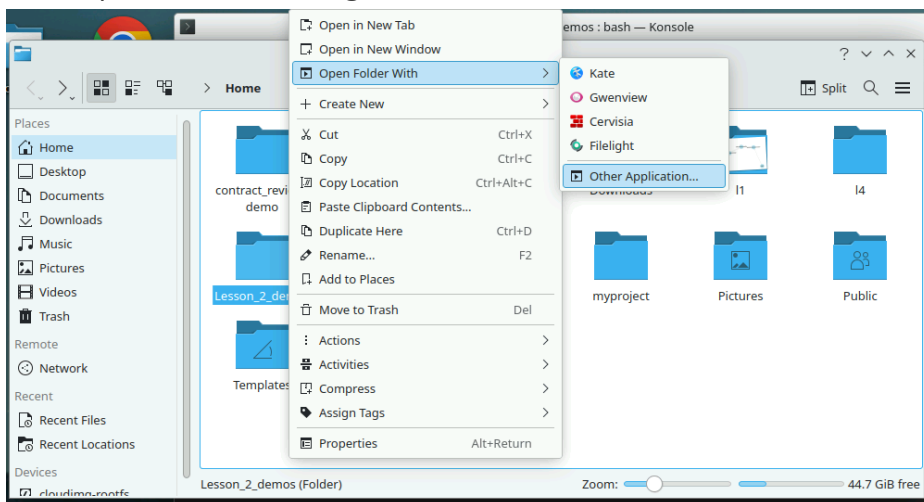 emos : bash — Konsole
Home
Split
Places
Home
Desktop
Documents
Downloads
Music
Pictures
Videos
Trash
Remote
Network
Recent
Recent Files
Recent Locations
Devices
cloudimg-rootfs
contract_revi
demo
Lesson_2_de
Templates
Open in New Tab
Open in New Window
Open Folder With
Create New
Cut Ctrl+X
Copy Ctrl+C
Copy Location Ctrl+Alt+C
Paste Clipboard Contents...
Duplicate Here Ctrl+D
Rename... F2
Add to Places
Move to Trash Del
Actions
Activities
Compress
Assign Tags
Properties Alt+Return
Kate
Gwenview
Cervisia
Filelight
Other Application...
Downloads
l1
l4
myproject
Pictures
Public
Lesson_2_demos (Folder)
Zoom:
44.7 GiB free